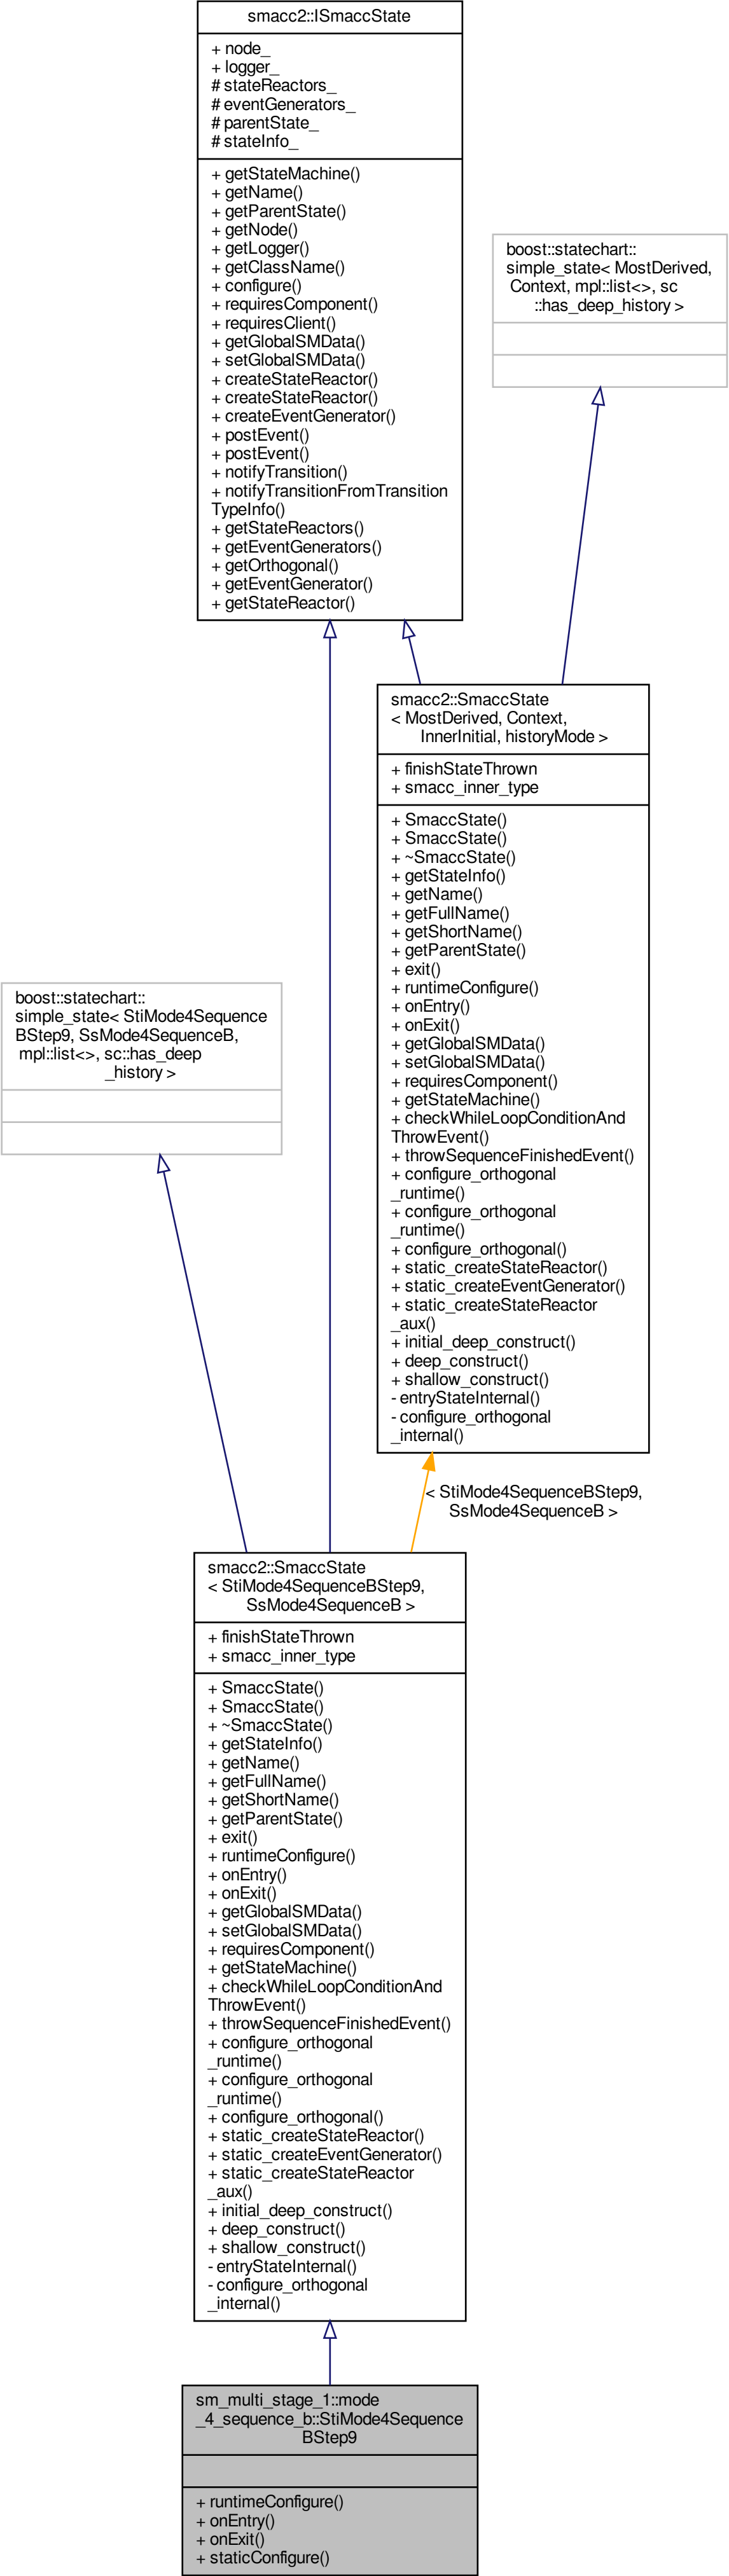 smacc2::ISmaccState
+ node_
+ logger_
# stateReactors_
# eventGenerators_
# parentState_
# stateInfo_
+ getStateMachine()
+ getName()
+ getParentState()
+ getNode()
+ getLogger()
+ getClassName()
+ configure()
+ requiresComponent()
+ requiresClient()
+ getGlobalSMData()
+ setGlobalSMData()
+ createStateReactor()
+ createStateReactor()
+ createEventGenerator()
+ postEvent()
+ postEvent()
+ notifyTransition()
+ notifyTransitionFromTransition
TypeInfo()
+ getStateReactors()
+ getEventGenerators()
+ getOrthogonal()
+ getEventGenerator()
+ getStateReactor()
boost::statechart::
simple_state< MostDerived,
Context, mpl::list<>, sc
::has_deep_history >
smacc2::SmaccState
< MostDerived, Context,
InnerInitial, historyMode >
+ finishStateThrown
+ smacc_inner_type
+ SmaccState()
+ SmaccState()
+ ~SmaccState()
+ getStateInfo()
+ getName()
+ getFullName()
+ getShortName()
+ getParentState()
+ exit()
+ runtimeConfigure()
+ onEntry()
+ onExit()
+ getGlobalSMData()
+ setGlobalSMData()
+ requiresComponent()
+ getStateMachine()
+ checkWhileLoopConditionAnd
ThrowEvent()
+ throwSequenceFinishedEvent()
+ configure_orthogonal
_runtime()
+ configure_orthogonal
_runtime()
+ configure_orthogonal()
+ static_createStateReactor()
+ static_createEventGenerator()
+ static_createStateReactor
_aux()
+ initial_deep_construct()
+ deep_construct()
+ shallow_construct()
- entryStateInternal()
- configure_orthogonal
_internal()
boost::statechart::
simple_state< StiMode4Sequence
BStep9, SsMode4SequenceB,
mpl::list<>, sc::has_deep
_history >
< StiMode4SequenceBStep9,
SsMode4SequenceB >
smacc2::SmaccState
< StiMode4SequenceBStep9,
SsMode4SequenceB >
+ finishStateThrown
+ smacc_inner_type
+ SmaccState()
+ SmaccState()
+ ~SmaccState()
+ getStateInfo()
+ getName()
+ getFullName()
+ getShortName()
+ getParentState()
+ exit()
+ runtimeConfigure()
+ onEntry()
+ onExit()
+ getGlobalSMData()
+ setGlobalSMData()
+ requiresComponent()
+ getStateMachine()
+ checkWhileLoopConditionAnd
ThrowEvent()
+ throwSequenceFinishedEvent()
+ configure_orthogonal
_runtime()
+ configure_orthogonal
_runtime()
+ configure_orthogonal()
+ static_createStateReactor()
+ static_createEventGenerator()
+ static_createStateReactor
_aux()
+ initial_deep_construct()
+ deep_construct()
+ shallow_construct()
- entryStateInternal()
- configure_orthogonal
_internal()
sm_multi_stage_1::mode
_4_sequence_b::StiMode4Sequence
BStep9
+ runtimeConfigure()
+ onEntry()
+ onExit()
+ staticConfigure()